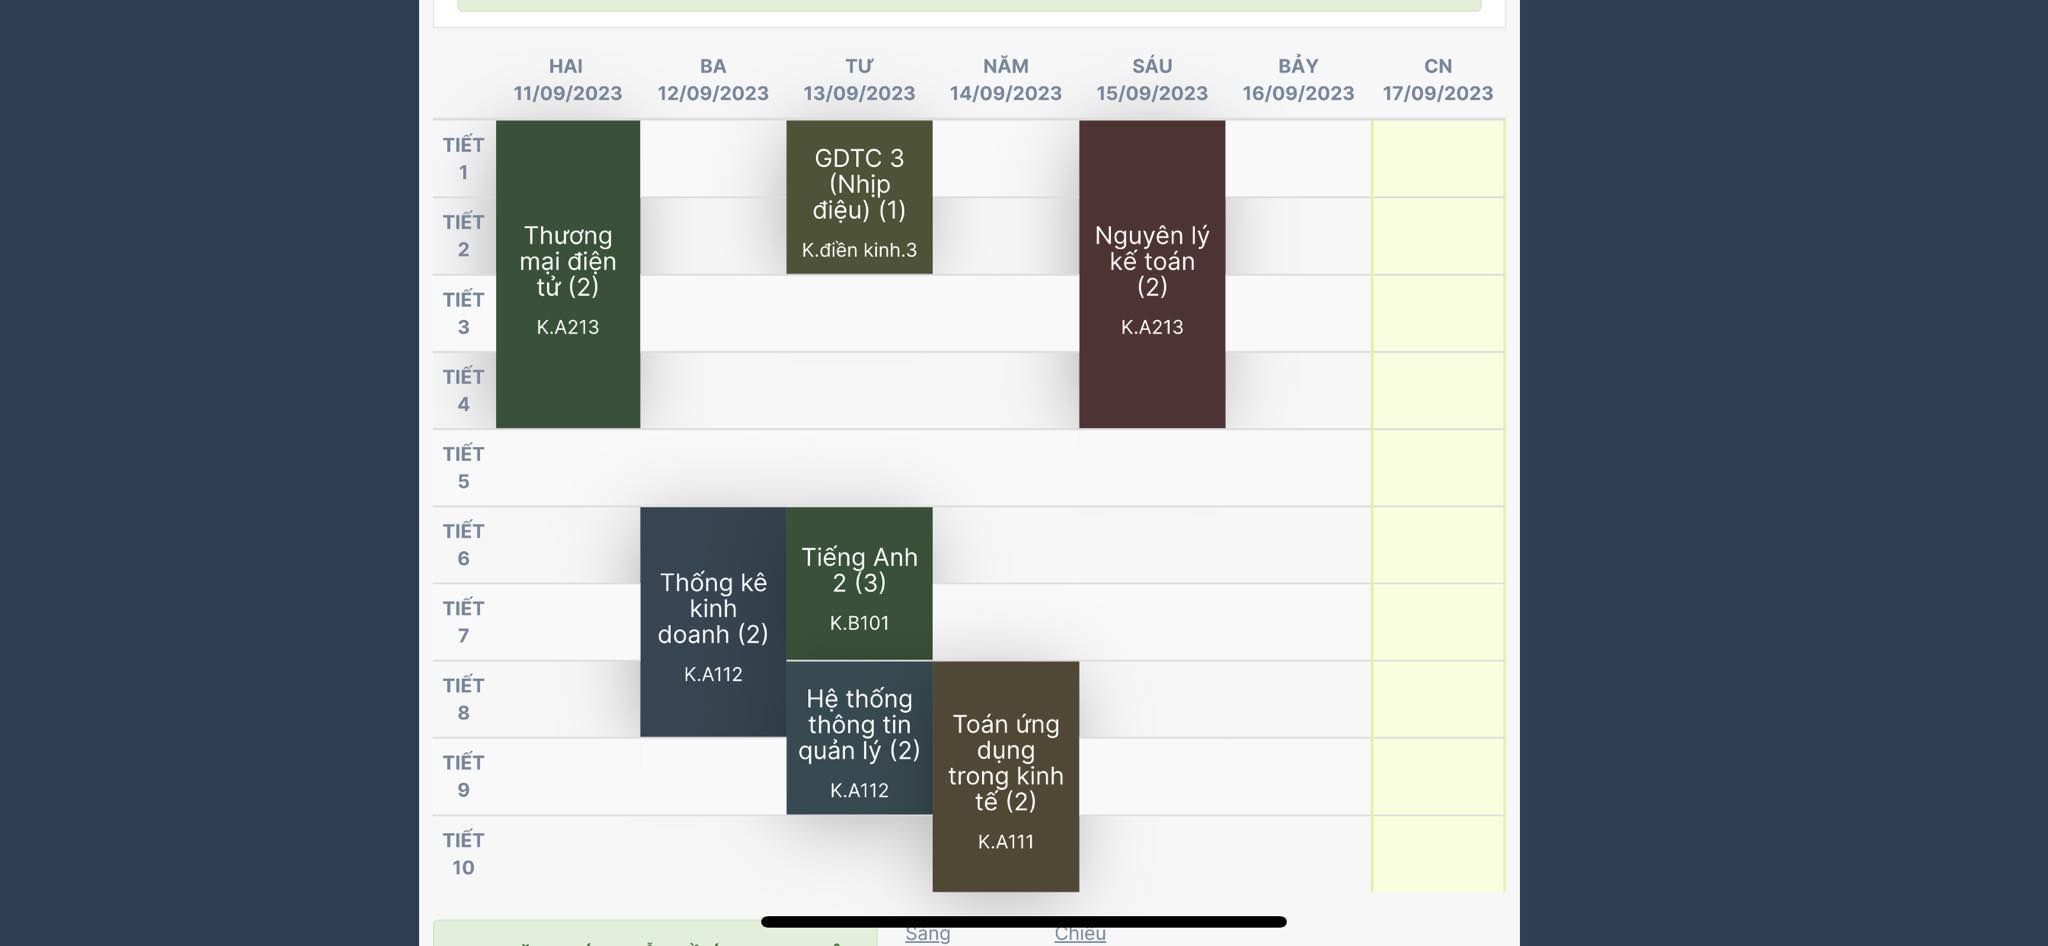 HAI
11/09/2023
BA
12/09/2023
TƯ
13/09/2023
NĂM
14/09/2023
SÁU
15/09/2023
BẢY
16/09/2023
CN
17/09/2023
TIẾT
1
TIẾT
2
TIẾT
3
TIẾT
4
TIẾT
5
TIẾT
6
TIẾT
7
TIẾT
8
TIẾT
9
TIẾT
10
Thương
mại điện
tử (2)
K.A213
Thống kê
kinh
doanh (2)
K.A112
GDTC 3
(Nhịp
điệu) (1)
K.điền kinh.3
Tiếng Anh
2 (3)
K.B101
Hệ thống
thông tin
quản lý (2)
K.A112
Toán ứng
dụng
trong kinh
tế (2)
K.A111
Nguyên lý
kế toán
(2)
K.A213
Sáng
Chiều